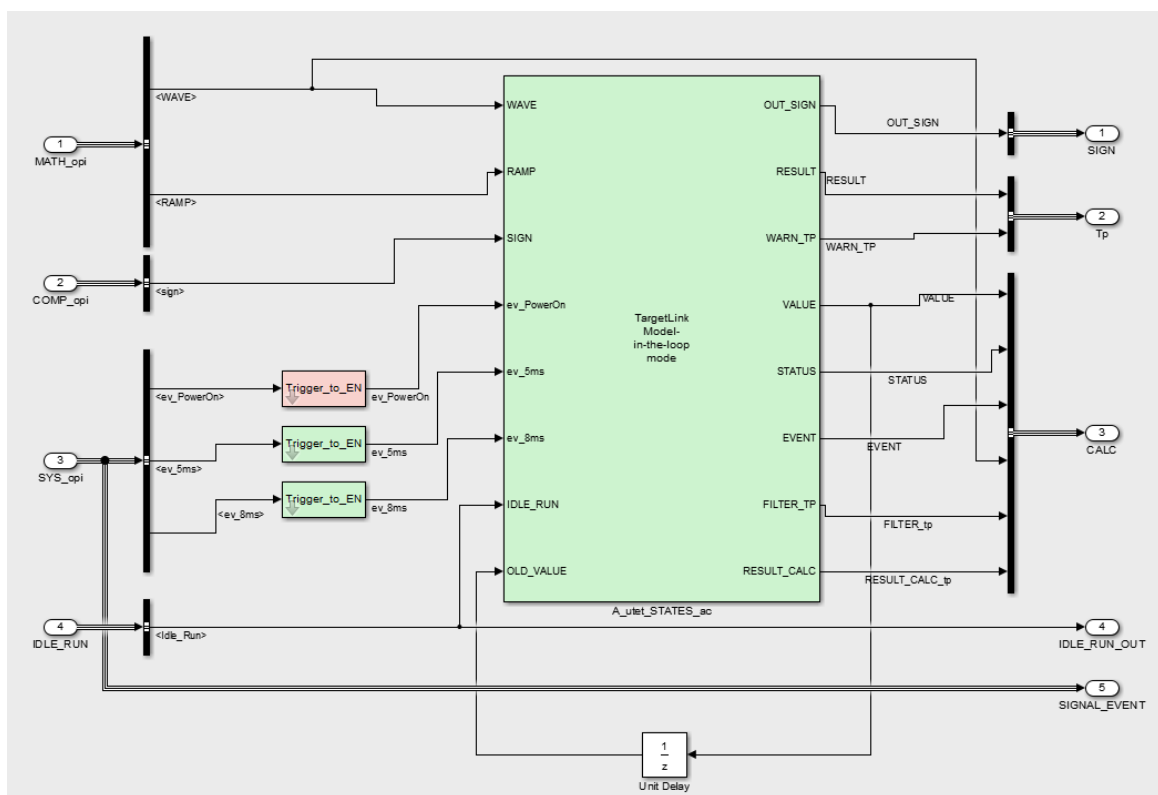 1
MATH_opi
<WAVE>
<RAMP>
2
COMP_opi
<sign>
3
SYS_opi
<ev_PowerOn>
<ev_5ms>
<ev_8ms>
Trigger_to_EN
ev_PowerOn
Trigger_to_EN
ev_5ms
Trigger_to_EN
ev_8ms
4
IDLE_RUN
<Idle_Run>
WAVE
RAMP
SIGN
ev_PowerOn
ev_5ms
ev_8ms
IDLE_RUN
OLD_VALUE
TargetLink
Model-
in-the-loop
mode
OUT_SIGN
RESULT
WARN_TP
VALUE
STATUS
EVENT
FILTER_TP
RESULT_CALC
A_utet_STATES_ac
OUT_SIGN
RESULT
WARN_TP
VALUE
STATUS
EVENT
FILTER_tp
RESULT_CALC_tp
1
SIGN
2
Tp
3
CALC
4
IDLE_RUN_OUT
5
SIGNAL_EVENT
1
z
Unit Delay